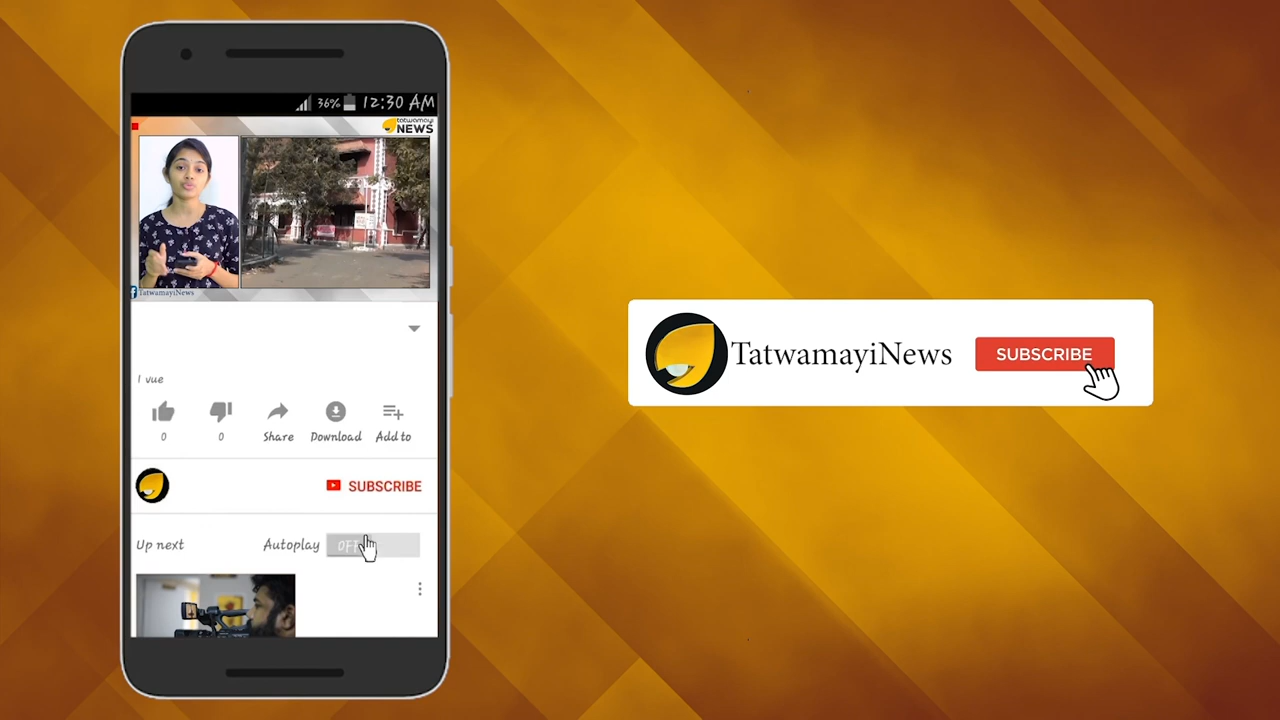 36% 12:30 AM
tatwamayi
NEWS
TatwamayiNews
1 vue
0 0 Share Download Add to
SUBSCRIBE
Up next Autoplay OFF
TatwamayiNews SUBSCRIBE